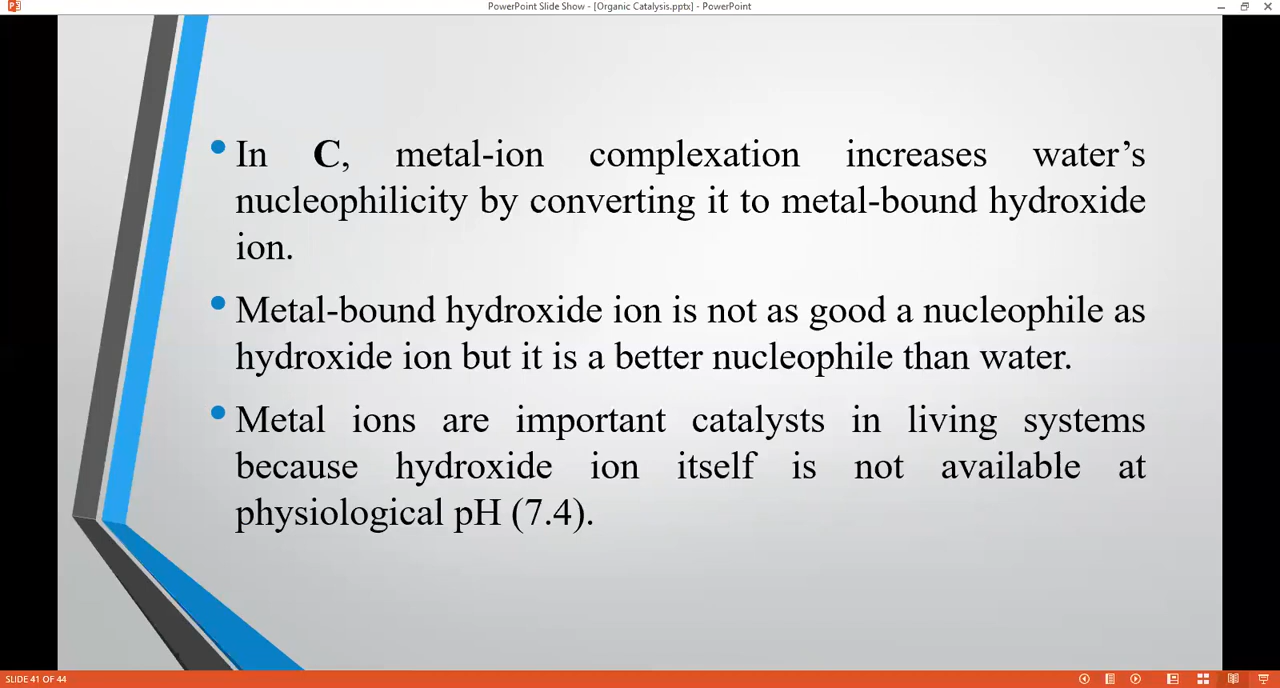 PowerPoint Slide Show - [Organic Catalysis.pptx] - PowerPoint
In C, metal-ion complexation increases water’s
nucleophilicity by converting it to metal-bound hydroxide
ion.
Metal-bound hydroxide ion is not as good a nucleophile as
hydroxide ion but it is a better nucleophile than water.
Metal ions are important catalysts in living systems
because hydroxide ion itself is not available at
physiological pH (7.4).
SLIDE 41 OF 44